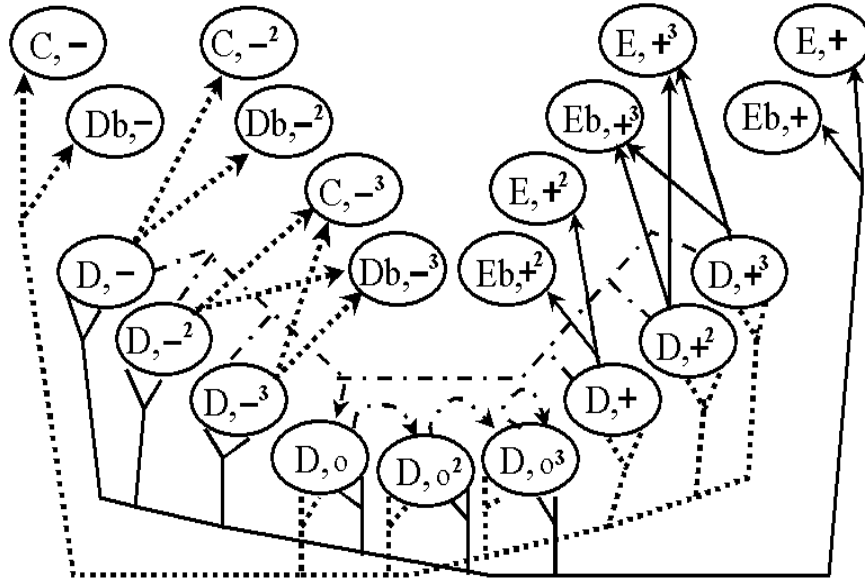 C, −
C, −²
E, +³
E, +
Db, −
Db, −²
Eb, +³
Eb, +
C, −³
E, +²
D, −
Db, −³
Eb, +²
D, +³
D, −²
D, +²
D, −³
D, +
D, o
D, o²
D, o³